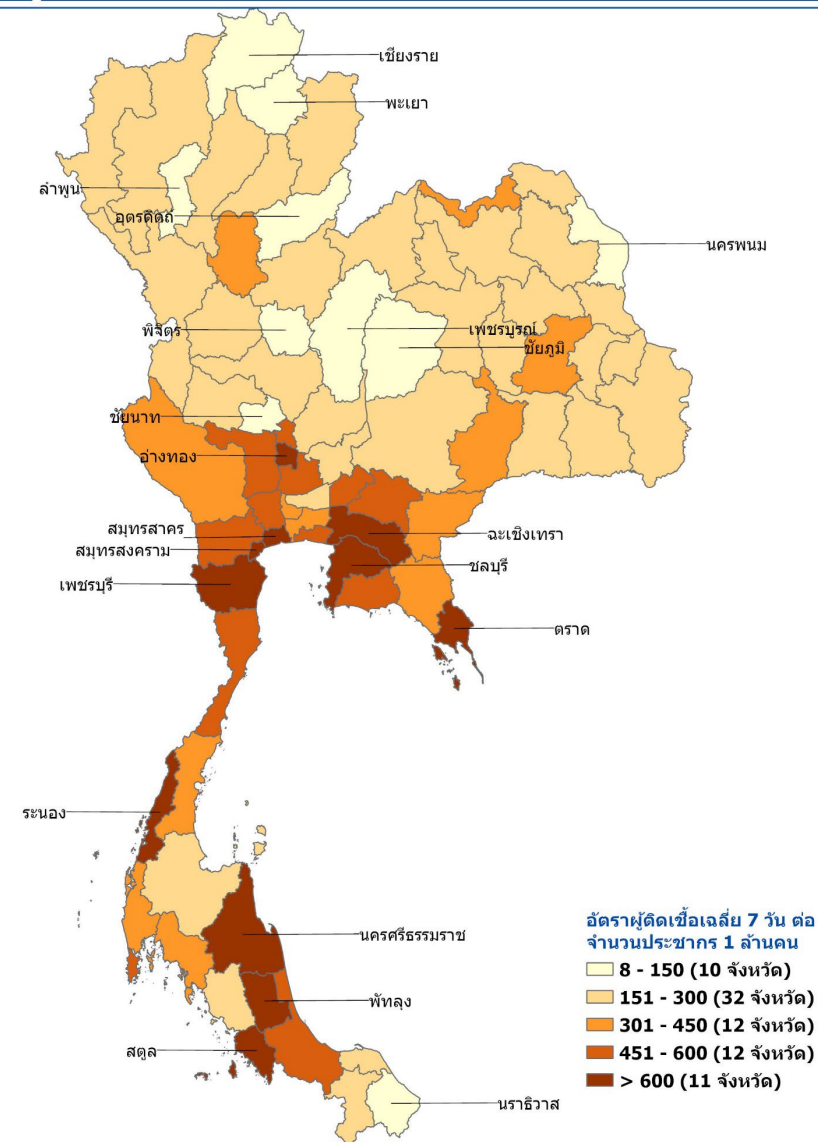 เชียงราย
พะเยา
ลำพูน
อุตรดิตถ์
นครพนม
พิจิตร
เพชรบูรณ์
ชัยภูมิ
ชัยนาท
อ่างทอง
สมุทรสาคร
ฉะเชิงเทรา
สมุทรสงคราม
ชลบุรี
เพชรบุรี
ตราด
ระนอง
นครศรีธรรมราช
พัทลุง
สตูล
นราธิวาส
อัตราผู้ติดเชื้อเฉลี่ย 7 วัน ต่อ
จำนวนประชากร 1 ล้านคน
8 - 150 (10 จังหวัด)
151 - 300 (32 จังหวัด)
301 - 450 (12 จังหวัด)
451 - 600 (12 จังหวัด)
> 600 (11 จังหวัด)